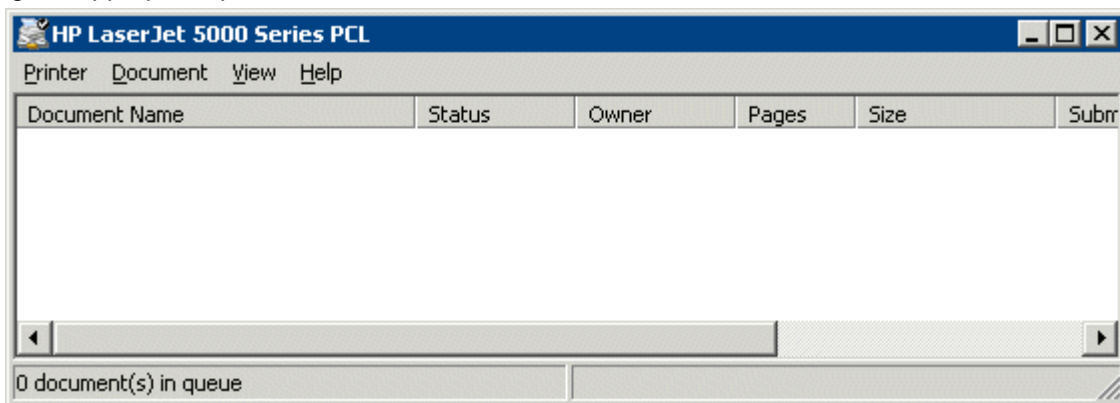 HP LaserJet 5000 Series PCL
Printer Document View Help
Document Name Status Owner Pages Size Subm
0 document(s) in queue